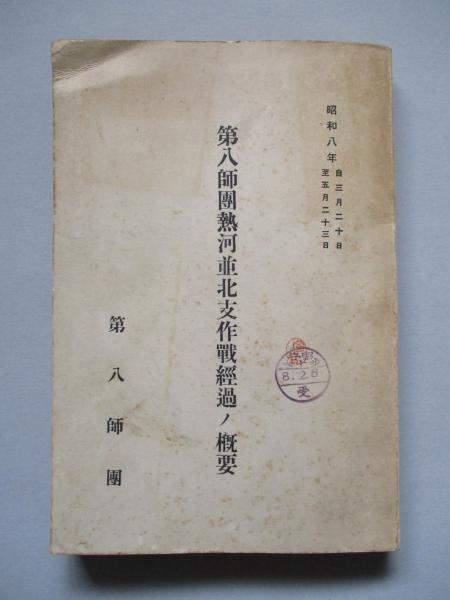 昭和八年 自三月二十日 至五月二十三日
第八師團熱河並北支作戰經過ノ概要
第八師團
8.2.8
受